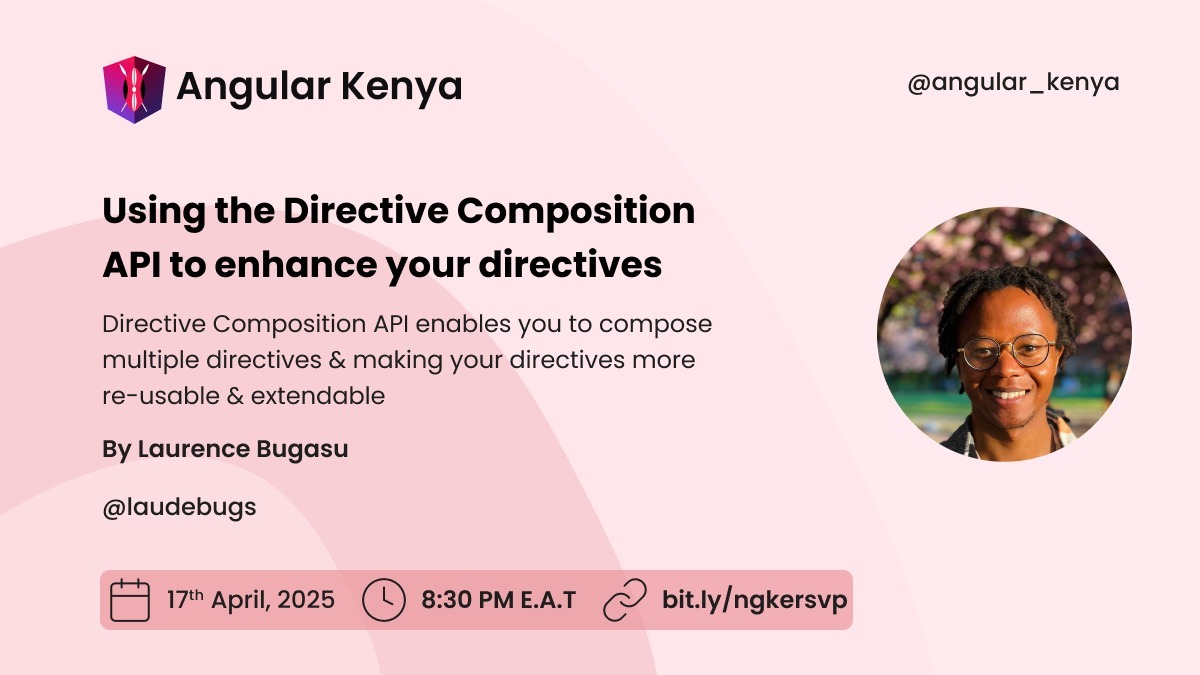 Angular Kenya
@angular_kenya
Using the Directive Composition
API to enhance your directives
Directive Composition API enables you to compose
multiple directives & making your directives more
re-usable & extendable
By Laurence Bugasu
@laudebugs
17th April, 2025
8:30 PM E.A.T
bit.ly/ngkersvp